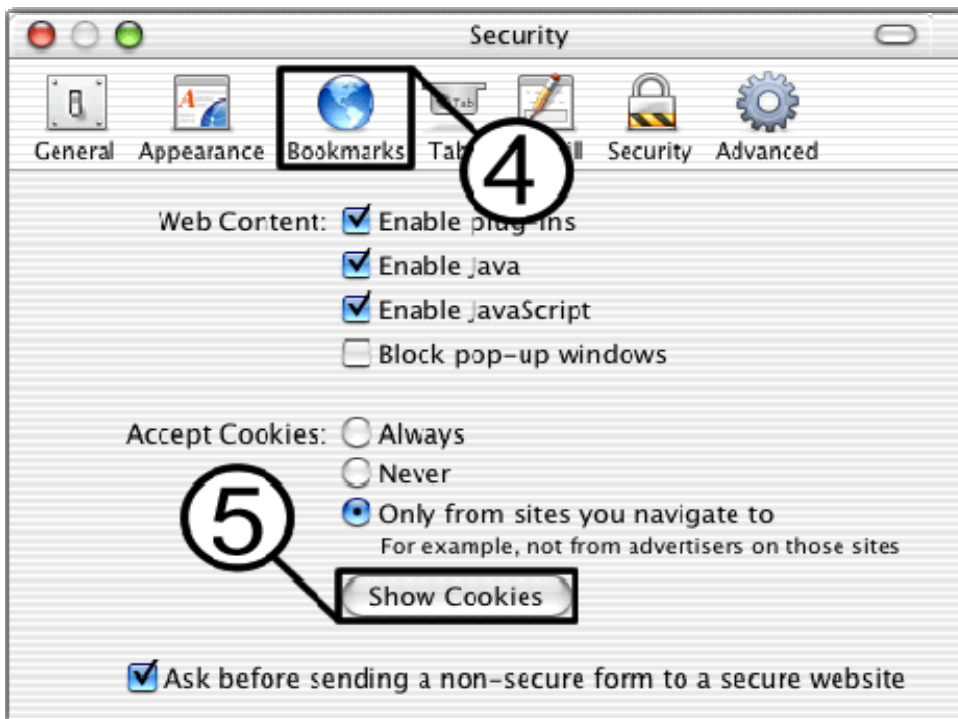 Security
General Appearance Bookmarks Tab ill Security Advanced
4
Web Content: Enable plug-ins
Enable Java
Enable JavaScript
Block pop-up windows
Accept Cookies: Always
Never
5
Only from sites you navigate to
For example, not from advertisers on those sites
Show Cookies
Ask before sending a non-secure form to a secure website